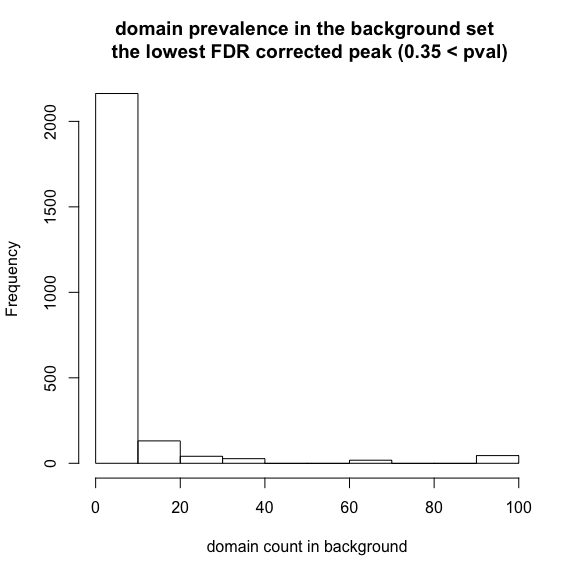 domain prevalence in the background set
the lowest FDR corrected peak (0.35 < pval)
Frequency
2000
1500
1000
500
0
0 20 40 60 80 100
domain count in background